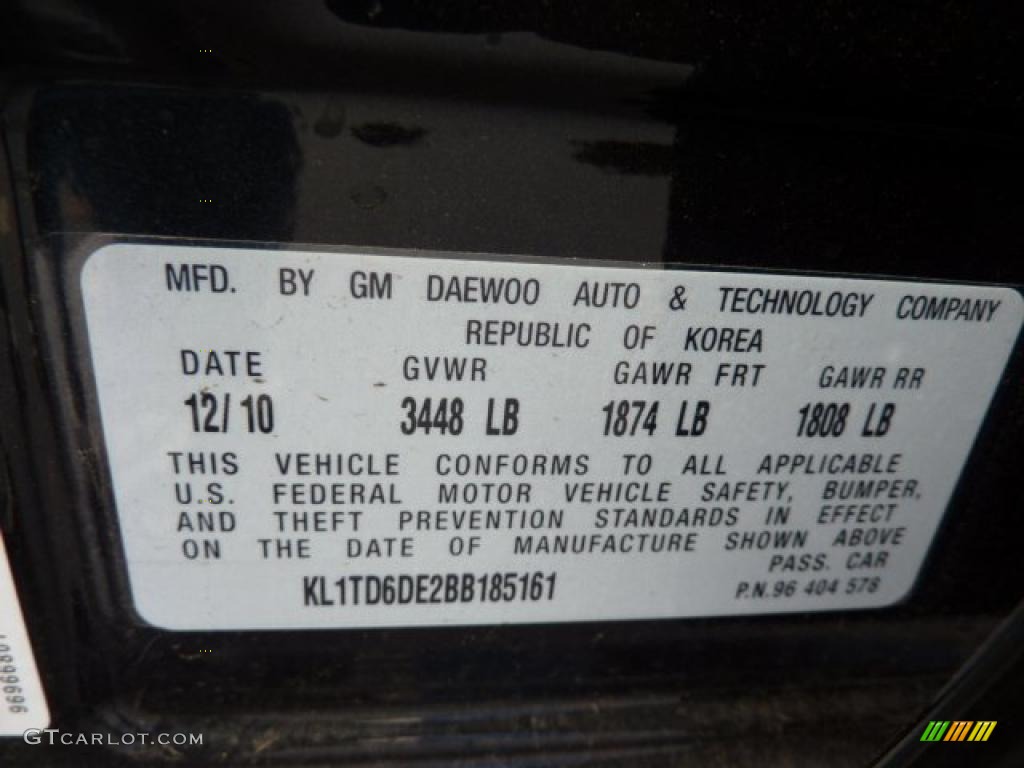 MFD. BY GM DAEWOO AUTO & TECHNOLOGY COMPANY
REPUBLIC OF KOREA
DATE GVWR GAWR FRT GAWR RR
12/10 3448 LB 1874 LB 1808 LB
THIS VEHICLE CONFORMS TO ALL APPLICABLE
U.S. FEDERAL MOTOR VEHICLE SAFETY, BUMPER,
AND THEFT PREVENTION STANDARDS IN EFFECT
ON THE DATE OF MANUFACTURE SHOWN ABOVE
PASS. CAR
KL1TD6DE2BB185161 P.N.96 404 578
GTCARLOT.COM